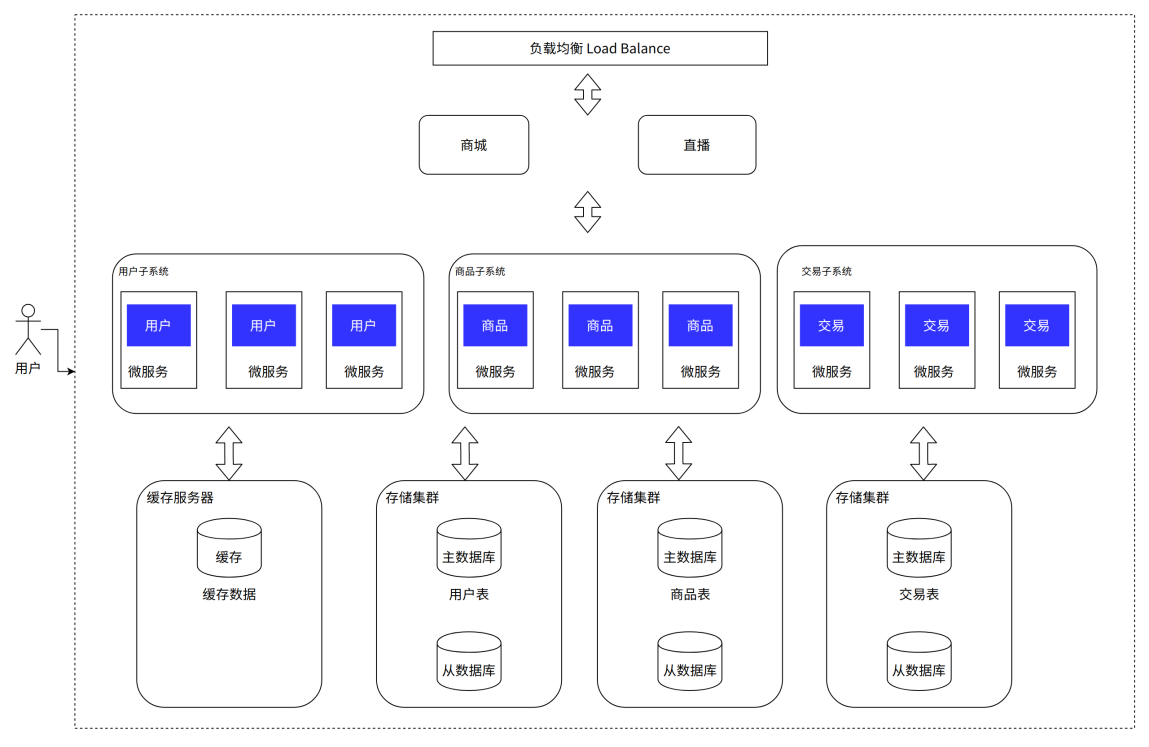 负载均衡 Load Balance
商城
直播
用户子系统
用户
微服务
用户
微服务
用户
微服务
商品子系统
商品
微服务
商品
微服务
商品
微服务
交易子系统
交易
微服务
交易
微服务
交易
微服务
用户
缓存服务器
缓存
缓存数据
存储集群
主数据库
用户表
从数据库
存储集群
主数据库
商品表
从数据库
存储集群
主数据库
交易表
从数据库